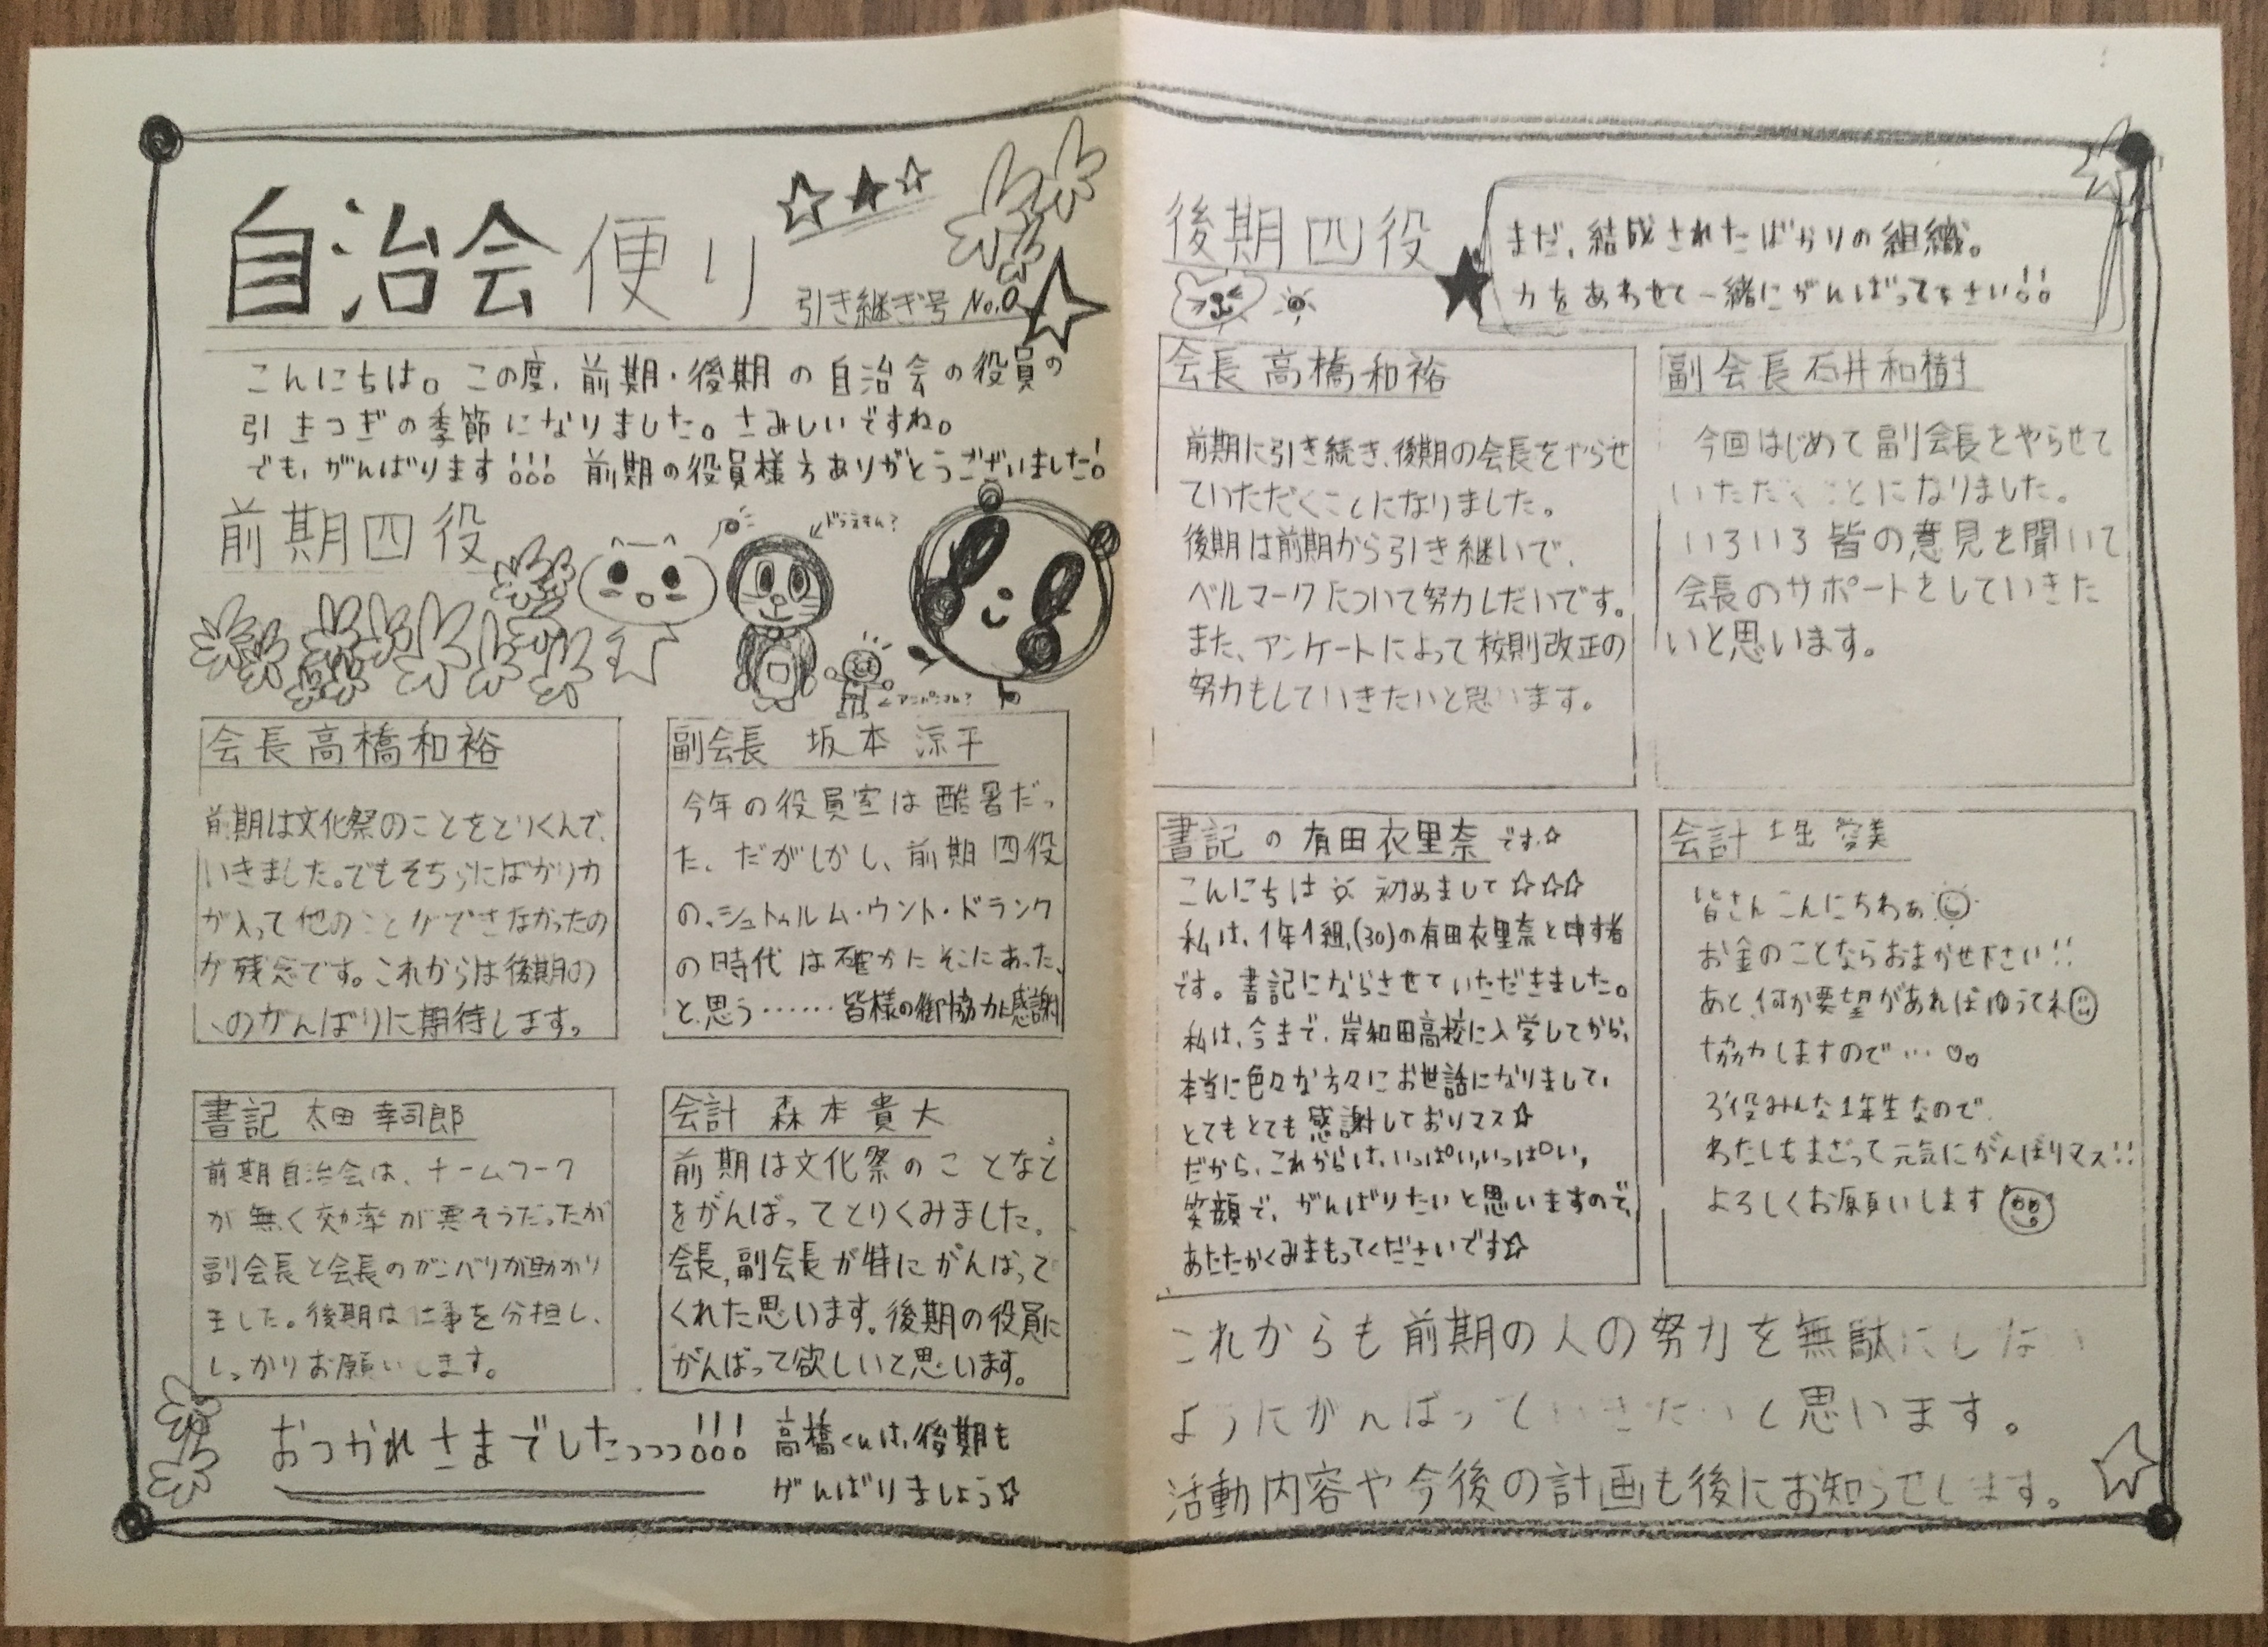 自治会便り
引き継ぎ号 No.0
こんにちは。この度、前期・後期の自治会の役員の
引きつぎの季節になりました。さみしいですね。
でも、がんばります!!! 前期の役員様方ありがとうございました!
前期四役
ドラえもん?
アンパンマン?
会長 高橋和裕
前期は文化祭のことをとりくんで、
いきました。でもそちらにばかり力
が入って他のことができなかったの
が残念です。これからは後期の
のがんばりに期待します。
副会長 坂本 涼平
今年の役員室は酷暑だっ
た、だがしかし、前期四役
の、シュトゥルム・ウント・ドランク
の時代は確かにそこにあった、
と思う……皆様の御協力に感謝
書記 太田 幸司郎
前期自治会は、チームワーク
が無く効率が悪そうだったが
副会長と会長のガンバリが助かり
ました。後期は仕事を分担し、
しっかりお願いします。
会計 森本 貴大
前期は文化祭のことなど
をがんばってとりくみました。
会長、副会長が特にがんばって
くれた思います。後期の役員に
がんばって欲しいと思います。
おつかれさまでしたっっっ!!!
高橋くんは、後期も
がんばりましょう☆
後期四役
まだ、結成されたばかりの組織。
力をあわせて一緒にがんばって下さい!!
会長 高橋和裕
前期に引き続き、後期の会長をやらせ
ていただくことになりました。
後期は前期から引き継いで、
ベルマークについて努力しだいです。
また、アンケートによって校則改正の
努力もしていきたいと思います。
副会長 石井和樹
今回はじめて副会長をやらせて
いただくことになりました。
いろいろ皆の意見を聞いて
会長のサポートとしていきた
いと思います。
書記の有田衣里奈です☆
こんにちは 初めまして☆☆☆
私は、1年1組、(30)の有田衣里奈と申す者
です。書記にならさせていただきました。
私は、今まで、岸和田高校に入学してから、
本当に色々な方々にお世話になりまして、
とてもとても感謝しておりマス☆
だから、これからは、いっぱい、いっぱい、
笑顔で、がんばりたいと思いますので、
あたたかくみまもってくださいです☆
会計 土屋 愛美
皆さんこんにちわぁ
お金のことならおまかせ下さい!!
あと、何か要望があればゆうてネ
協力しますので…♡♡
3役みんな1年生なので、
わたしもまざって元気にがんばりマス!!
よろしくお願いします
これからも前期の人の努力を無駄にしない
ようにがんばっていきたいと思います。
活動内容や今後の計画も後にお知らせします。